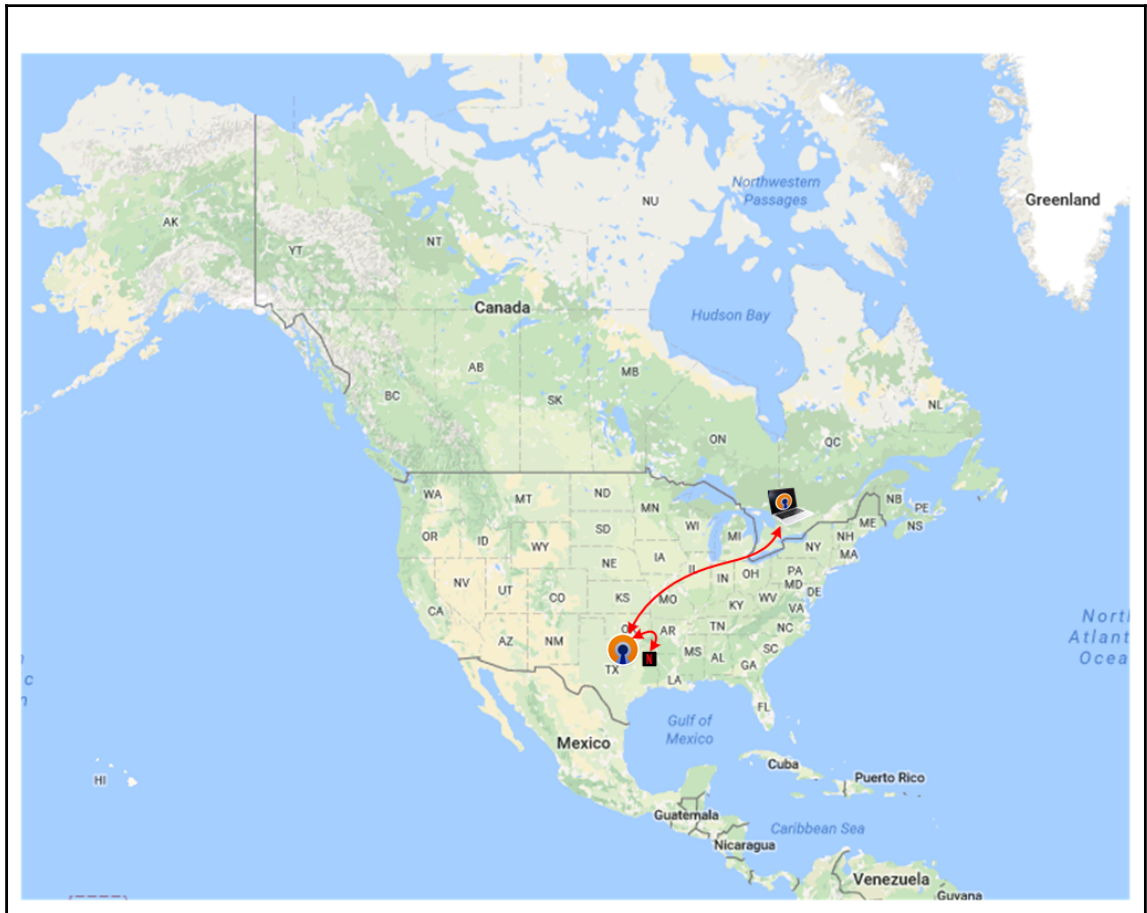 Greenland
Northwestern
Passages
NU
AK
NT
YT
Canada
Hudson Bay
AB
MB
BC
SK
NL
ON
QC
NB
PE
NS
WA
MT
ND
MN
ME
OR
ID
SD
WI
MI
NH
NY
MA
WY
IA
NE
IL
IN
OH
PA
MD
DE
NV
UT
CO
KS
MO
KY
WV
VA
CA
AZ
NM
AR
TN
NC
SC
MS
AL
GA
TX
N
LA
FL
North
Atlant
Ocea
c
n
Gulf of
Mexico
Mexico
HI
Cuba
Puerto Rico
Guatemala
Caribbean Sea
Nicaragua
Venezuela
Guyana